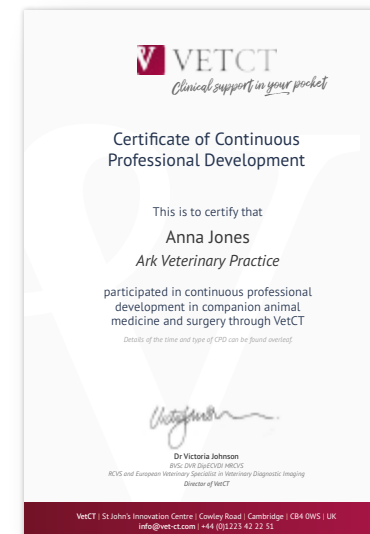 V VETCT
Clinical support in your pocket
Certificate of Continuous
Professional Development
This is to certify that
Anna Jones
Ark Veterinary Practice
participated in continuous professional
development in companion animal
medicine and surgery through VetCT
Details of the time and type of CPD can be found overleaf
Dr Victoria Johnson
BVSc DVR DipECVDI MRCVS
RCVS and European Veterinary Specialist in Veterinary Diagnostic Imaging
Director of VetCT
VetCT | St John's Innovation Centre | Cowley Road | Cambridge | CB4 0WS | UK
info@vet-ct.com | +44 (0)1223 42 22 51